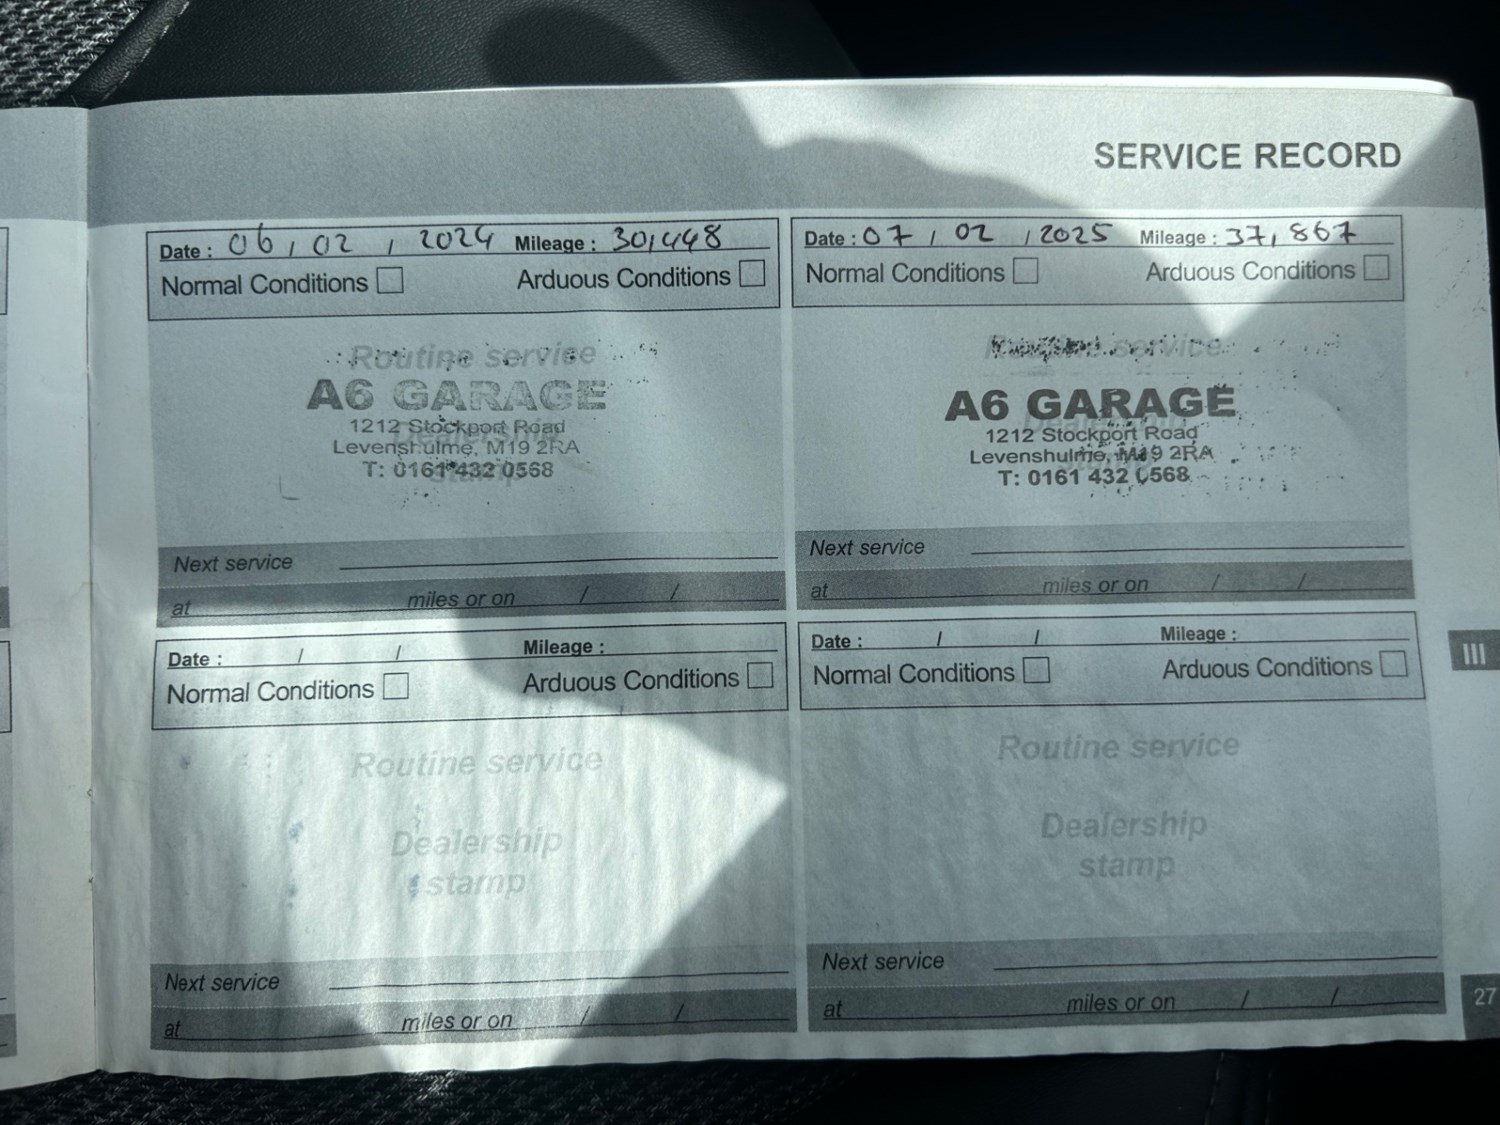 SERVICE RECORD
Date : 06 / 02 / 2024 Mileage : 30,448
Normal Conditions Arduous Conditions
Routine service
A6 GARAGE
1212 Stockport Road
Levenshulme, M19 2RA
T: 0161 432 0568
Next service
at miles or on / /
Date : 07 / 02 / 2025 Mileage : 37,867
Normal Conditions Arduous Conditions
service
A6 GARAGE
1212 Stockport Road
Levenshulme, M19 2RA
T: 0161 432 0568
Next service
at miles or on / /
Date : / / Mileage :
Normal Conditions Arduous Conditions
Routine service
Dealership
stamp
Next service
at miles or on / /
Date : / / Mileage :
Normal Conditions Arduous Conditions
Routine service
Dealership
stamp
Next service
at miles or on / /
III
27